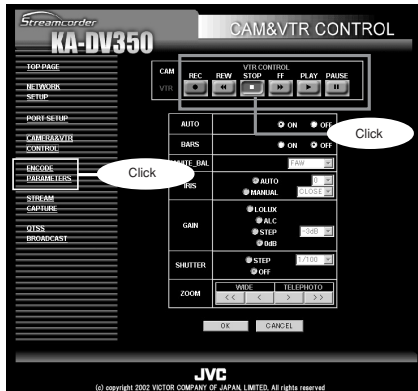 Streamcorder
KA-DV350
CAM&VTR CONTROL
TOP PAGE
NETWORK
SETUP
PORT SETUP
CAMERA&VTR
CONTROL
ENCODE
PARAMETERS
STREAM
CAPTURE
QTSS
BROADCAST
CAM
VTR
VTR CONTROL
REC REW STOP FF PLAY PAUSE
Click
Click
AUTO ON OFF
BARS ON OFF
WHITE_BAL FAW
IRIS AUTO 0
MANUAL CLOSE
GAIN
LOLUX
ALC
STEP -3dB
0dB
SHUTTER STEP 1/100
OFF
ZOOM WIDE TELEPHOTO
<< < > >>
OK CANCEL
JVC
(c) copyright 2002 VICTOR COMPANY OF JAPAN, LIMITED, All rights reserved